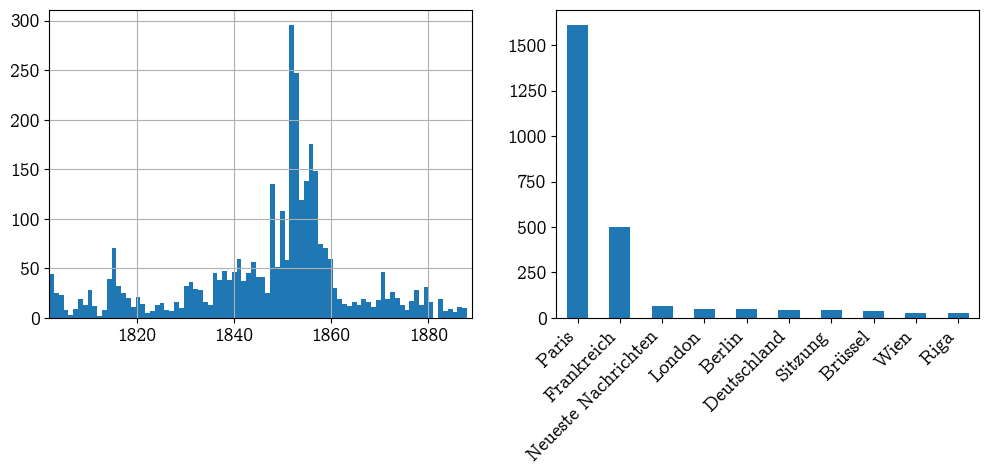 300
250
200
150
100
50
0
1820 1840 1860 1880
1500
1250
1000
750
500
250
0
Paris
Frankreich
Neueste Nachrichten
London
Berlin
Deutschland
Sitzung
Brüssel
Wien
Riga